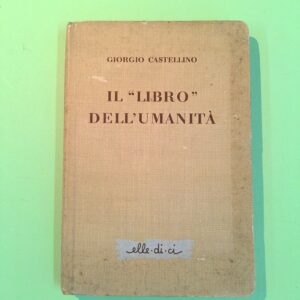 GIORGIO CASTELLINO
IL "LIBRO"
DELL'UMANITÀ
elle·di·ci